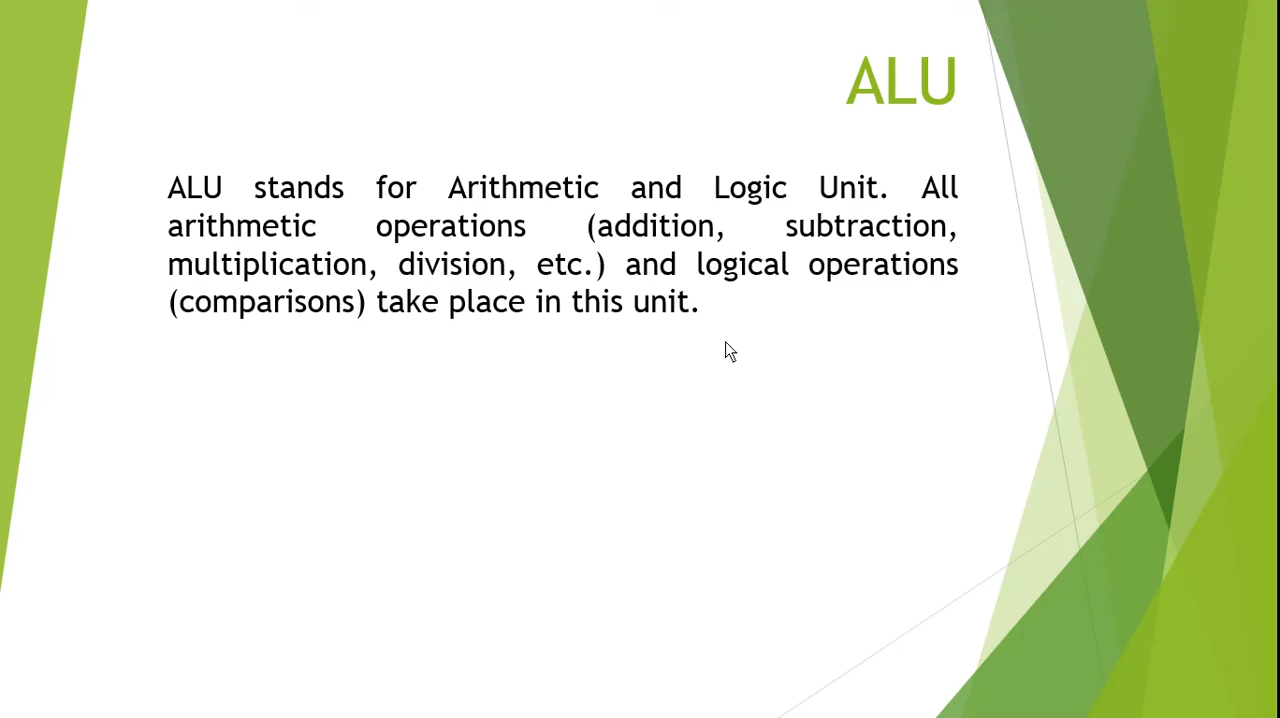 ALU
ALU stands for Arithmetic and Logic Unit. All
arithmetic operations (addition, subtraction,
multiplication, division, etc.) and logical operations
(comparisons) take place in this unit.